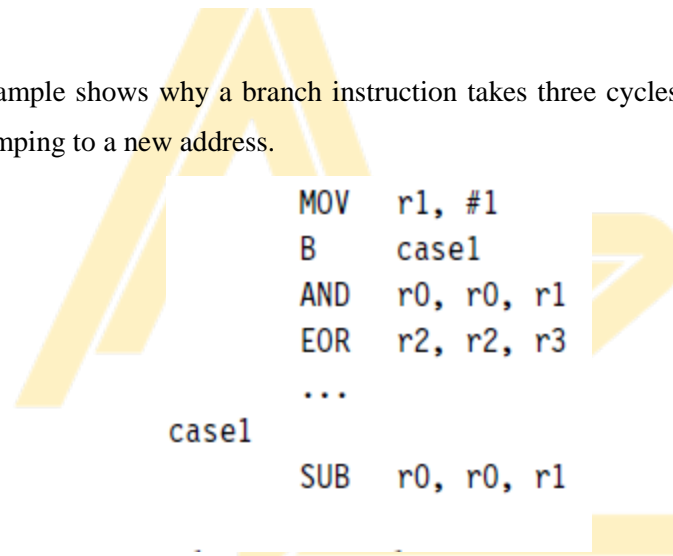 ample shows why a branch instruction takes three cycles
mping to a new address.
MOV r1, #1
B case1
AND r0, r0, r1
EOR r2, r2, r3
...
case1
SUB r0, r0, r1